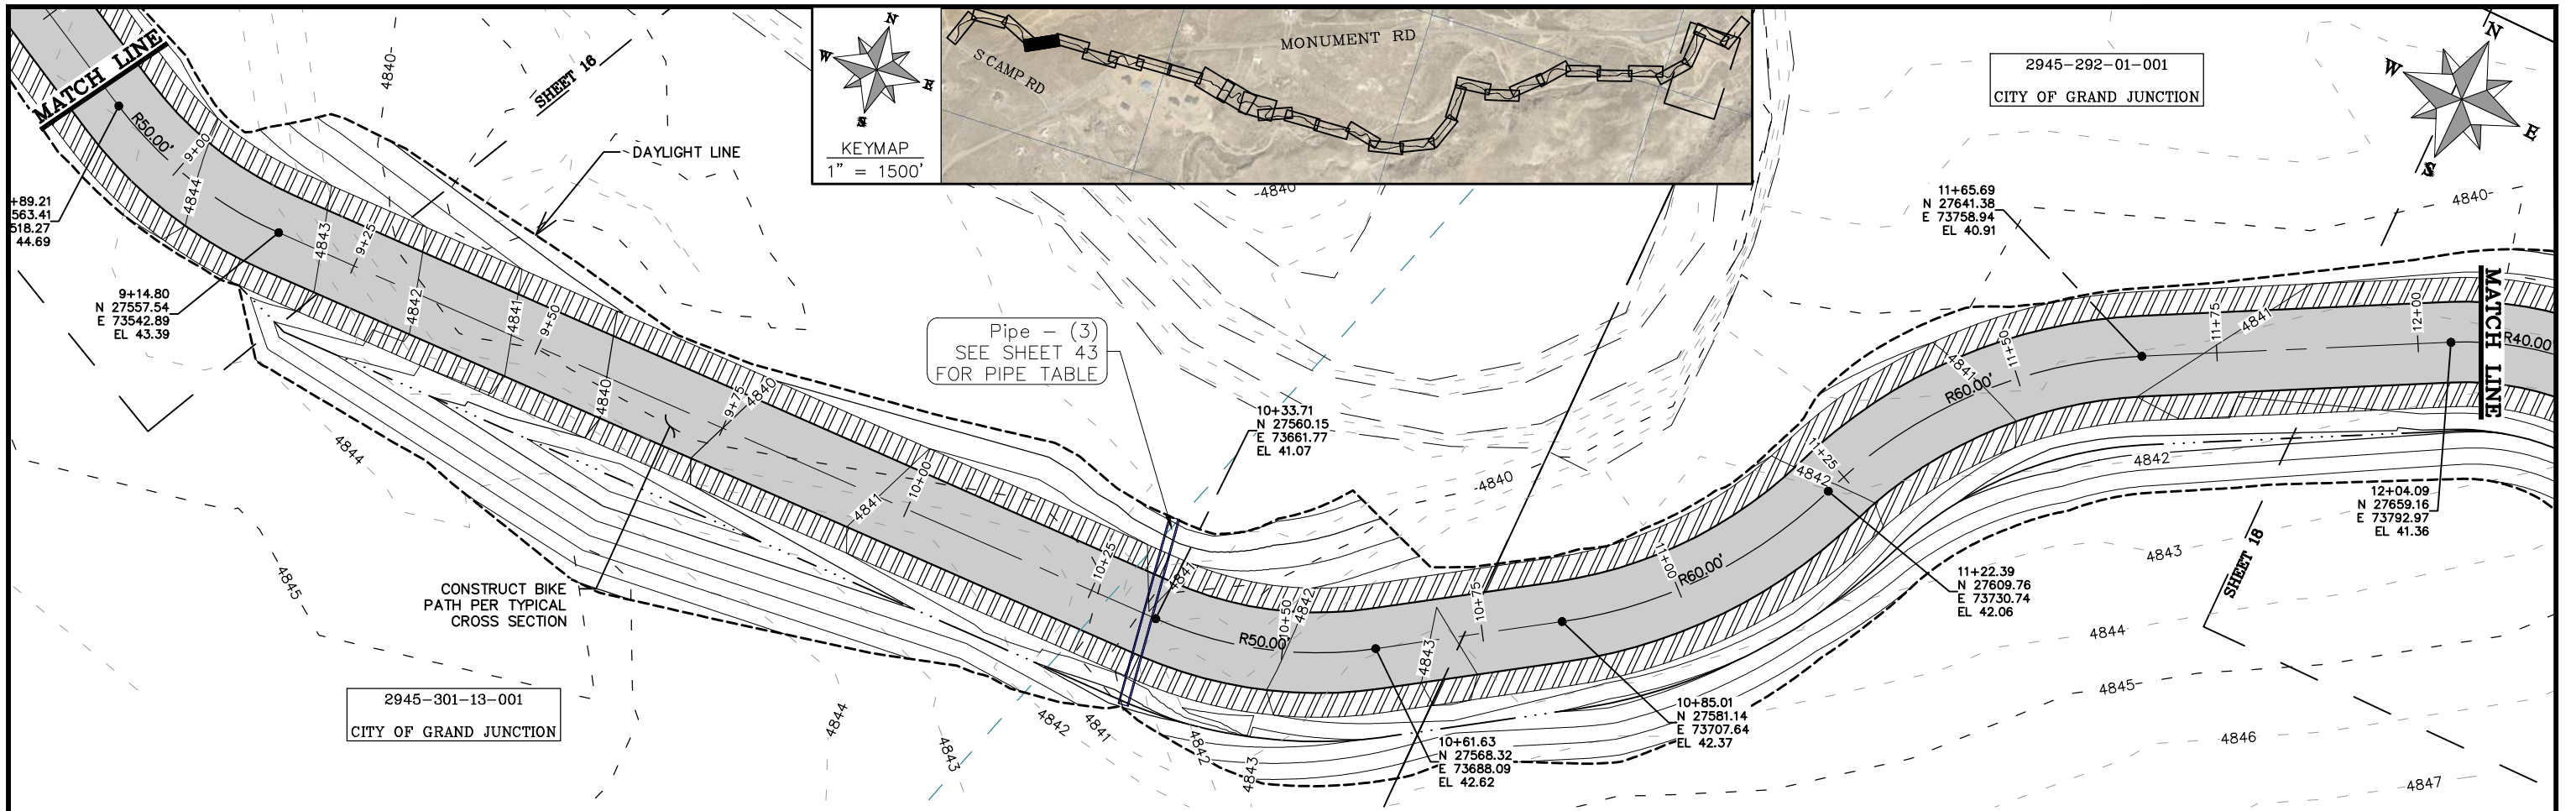 MATCH LINE
R50.00'
9+00
4844
+89.21
563.41
518.27
44.69
9+14.80
N 27557.54
E 73542.89
EL 43.39
4843
9+25
4842
4841
9+50
4840
9+75
4840
4840-
SHEET 16
DAYLIGHT LINE
N
W
E
S
KEYMAP
1" = 1500'
S CAMP RD
MONUMENT RD
2945-292-01-001
CITY OF GRAND JUNCTION
N
W
E
S
-4840
4840-
Pipe - (3)
SEE SHEET 43
FOR PIPE TABLE
10+33.71
N 27560.15
E 73661.77
EL 41.07
-4840
11+65.69
N 27641.38
E 73758.94
EL 40.91
4841
10+00
10+25
4841
R50.00'
10+50
4842
4843
10+75
11+00
R60.00'
11+25
4842
4841
11+50
R60.00'
11+75
4841
12+00
MATCH LINE
R40.00
4842
12+04.09
N 27659.16
E 73792.97
EL 41.36
4843
SHEET 18
11+22.39
N 27609.76
E 73730.74
EL 42.06
4844
4845-
4846
4847
10+85.01
N 27581.14
E 73707.64
EL 42.37
10+61.63
N 27568.32
E 73688.09
EL 42.62
4844
4845
CONSTRUCT BIKE
PATH PER TYPICAL
CROSS SECTION
2945-301-13-001
CITY OF GRAND JUNCTION
4844
4843
4842
4841
4842
4843